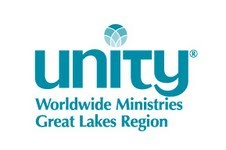 unity®
Worldwide Ministries
Great Lakes Region